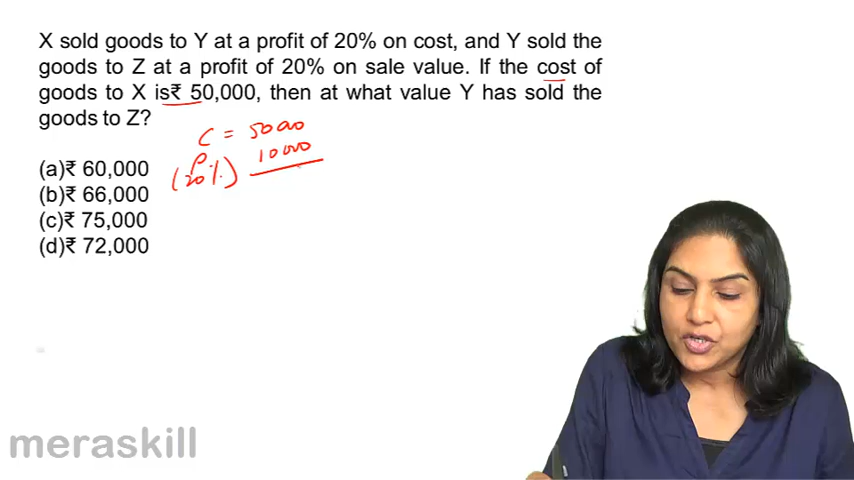 X sold goods to Y at a profit of 20% on cost, and Y sold the
goods to Z at a profit of 20% on sale value. If the cost of
goods to X is₹ 50,000, then at what value Y has sold the
goods to Z?
C = 50000
P 10000
(20%)
(a)₹ 60,000
(b)₹ 66,000
(c)₹ 75,000
(d)₹ 72,000
meraskill